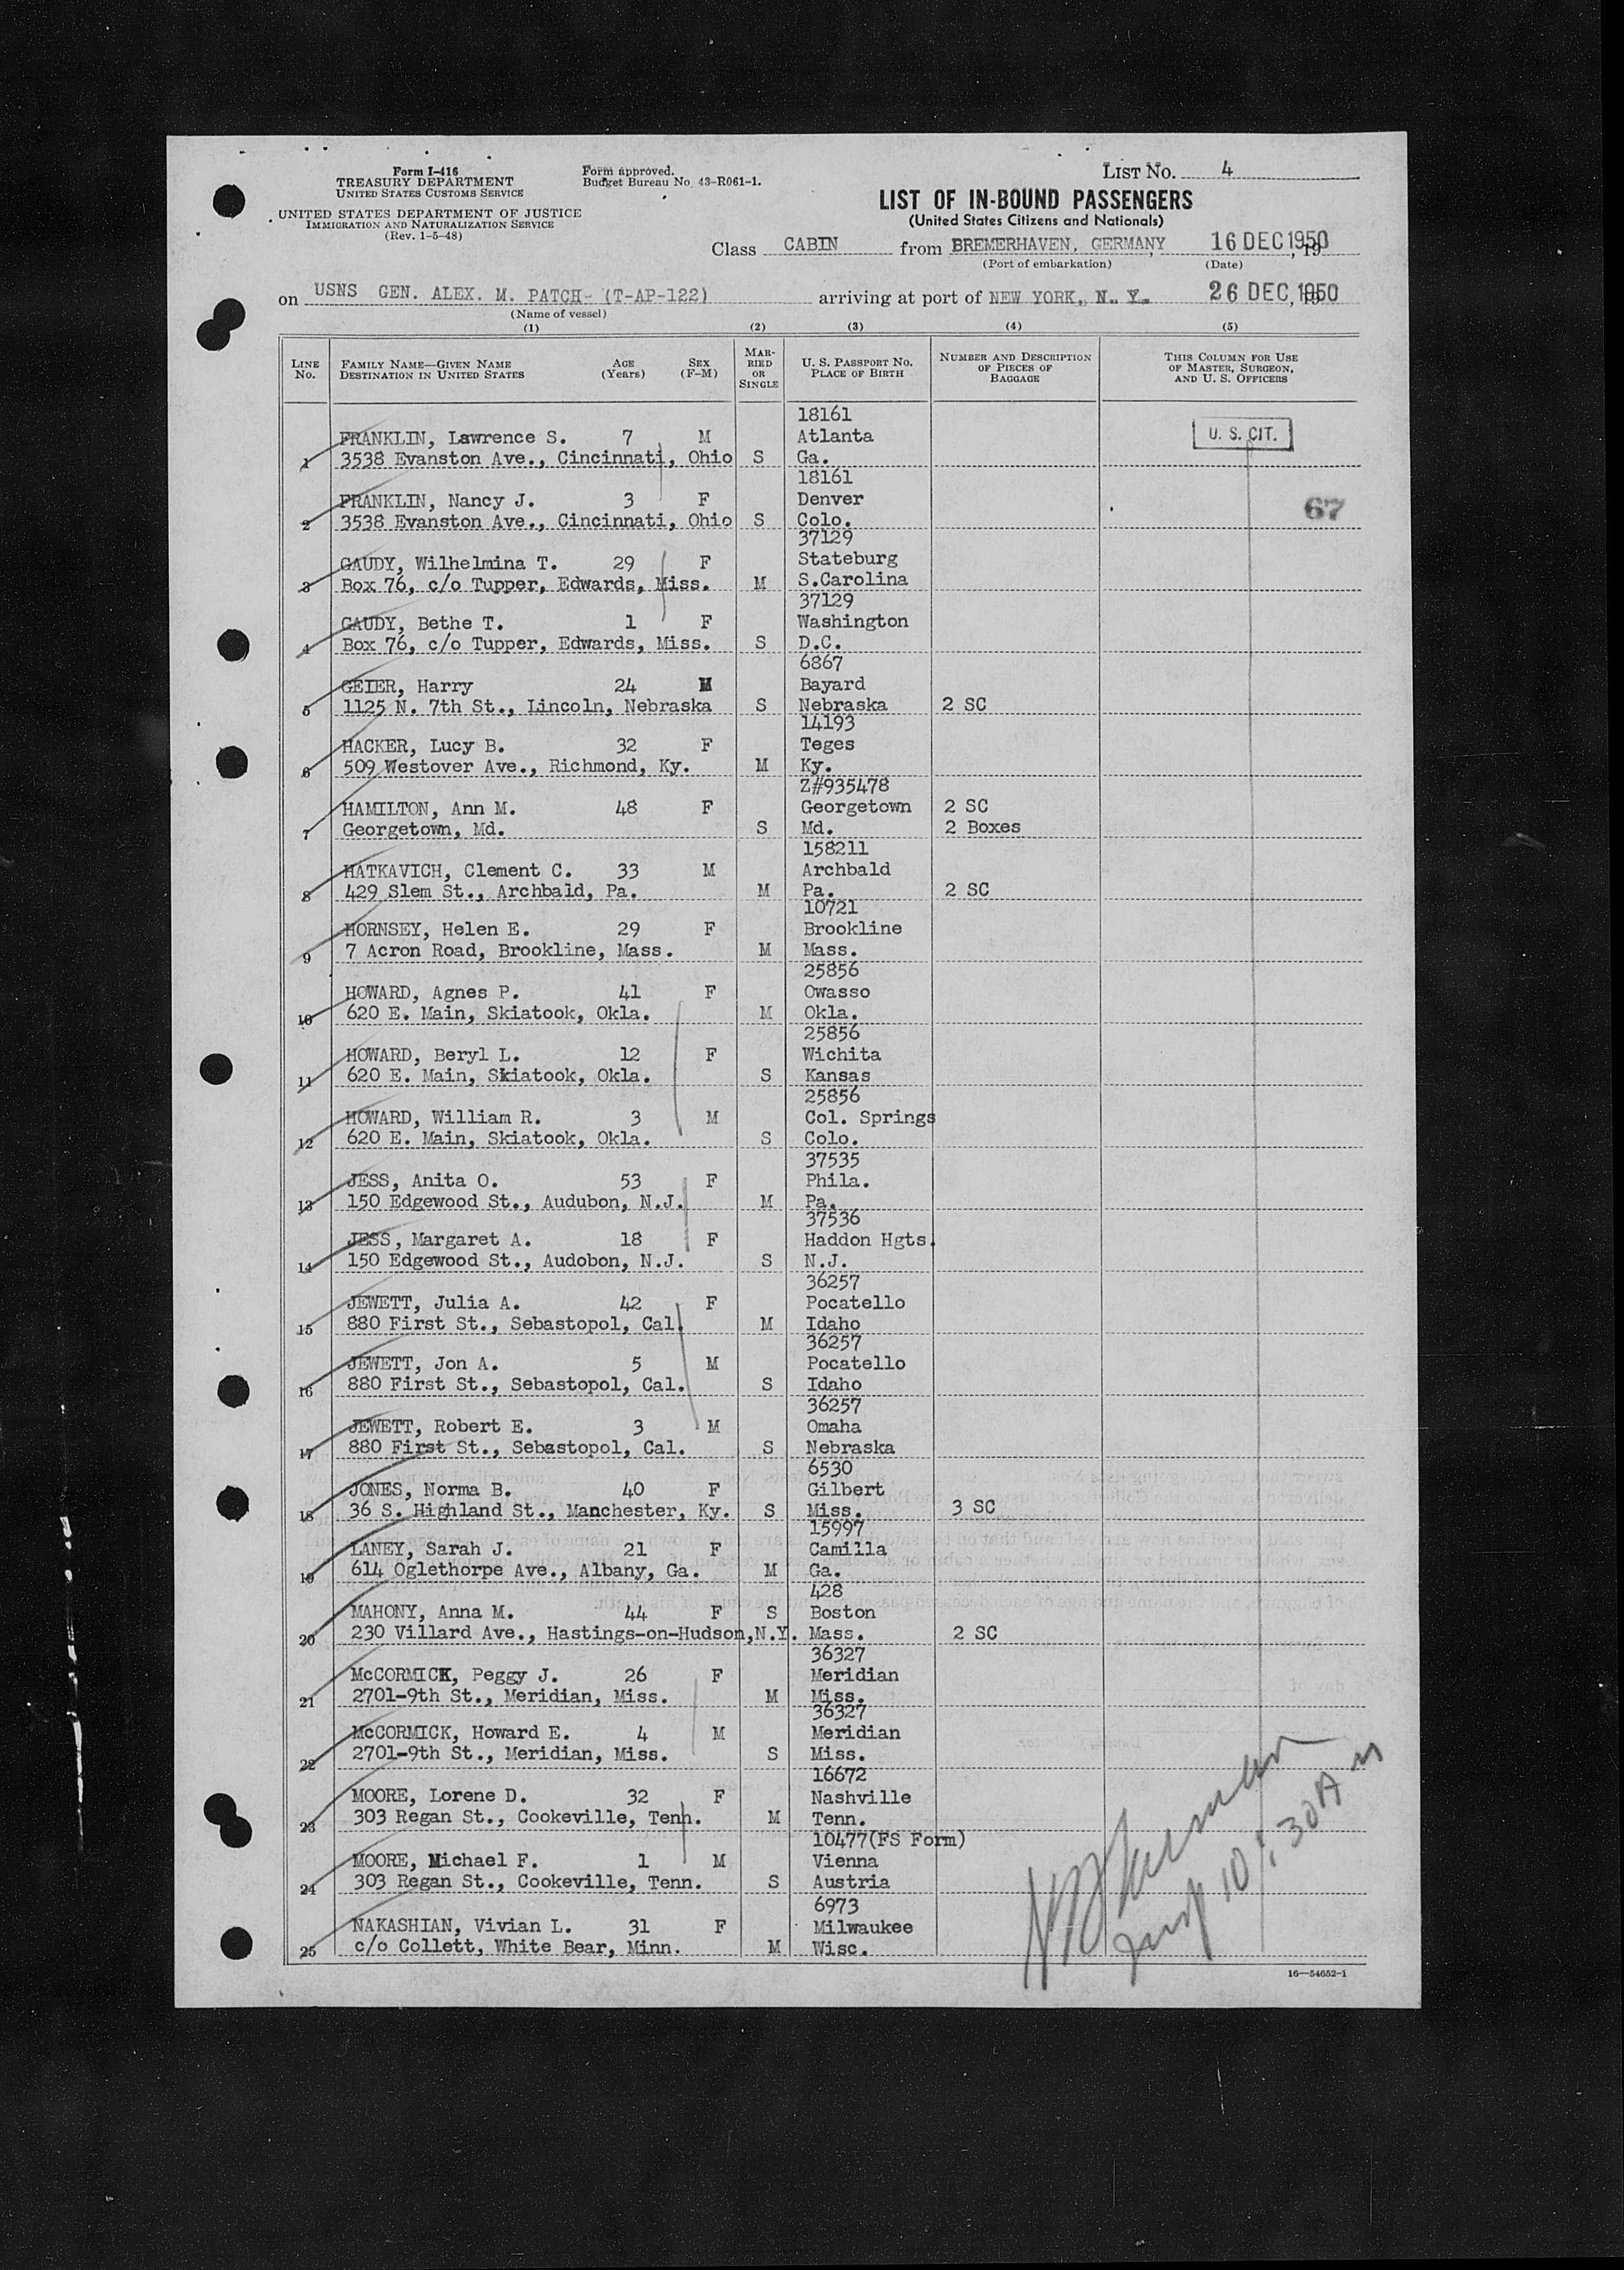 Form I-416
TREASURY DEPARTMENT
UNITED STATES CUSTOMS SERVICE
UNITED STATES DEPARTMENT OF JUSTICE
IMMIGRATION AND NATURALIZATION SERVICE
(Rev. 1-5-48)
Form approved.
Budget Bureau No. 43-R061-1.
LIST NO. 4
LIST OF IN-BOUND PASSENGERS
(United States Citizens and Nationals)
Class CABIN from BREMERHAVEN, GERMANY, 16 DEC 1950, 19
(Port of embarkation) (Date)
on USNS GEN. ALEX. M. PATCH- (T-AP-122) arriving at port of NEW YORK, N. Y. 26 DEC, 1950
(Name of vessel)
(1) (2) (3) (4) (5)
LINE NO. FAMILY NAME—GIVEN NAME DESTINATION IN UNITED STATES AGE (Years) SEX (F-M) MARRIED OR SINGLE U. S. PASSPORT NO. PLACE OF BIRTH NUMBER AND DESCRIPTION OF PIECES OF BAGGAGE THIS COLUMN FOR USE OF MASTER, SURGEON, AND U. S. OFFICERS
18161
FRANKLIN, Lawrence S. 7 M Atlanta U. S. CIT.
1 3538 Evanston Ave., Cincinnati, Ohio S Ga.
18161
FRANKLIN, Nancy J. 3 F Denver 67
2 3538 Evanston Ave., Cincinnati, Ohio S Colo.
37129
GAUDY, Wilhelmina T. 29 F Stateburg
3 Box 76, c/o Tupper, Edwards, Miss. M S.Carolina
37129
GAUDY, Bethe T. 1 F Washington
4 Box 76, c/o Tupper, Edwards, Miss. S D.C.
6867
GEIER, Harry 24 M Bayard
5 1125 N. 7th St., Lincoln, Nebraska S Nebraska 2 SC
14193
HACKER, Lucy B. 32 F Teges
6 509 Westover Ave., Richmond, Ky. M Ky.
Z#935478
HAMILTON, Ann M. 48 F Georgetown 2 SC
7 Georgetown, Md. S Md. 2 Boxes
158211
HATKAVICH, Clement C. 33 M Archbald
8 429 Slem St., Archbald, Pa. M Pa. 2 SC
10721
HORNSEY, Helen E. 29 F Brookline
9 7 Acron Road, Brookline, Mass. M Mass.
25856
HOWARD, Agnes P. 41 F Owasso
10 620 E. Main, Skiatook, Okla. M Okla.
25856
HOWARD, Beryl L. 12 F Wichita
11 620 E. Main, Skiatook, Okla. S Kansas
25856
HOWARD, William R. 3 M Col. Springs
12 620 E. Main, Skiatook, Okla. S Colo.
37535
JESS, Anita O. 53 F Phila.
13 150 Edgewood St., Audubon, N.J. M Pa.
37536
JESS, Margaret A. 18 F Haddon Hgts.
14 150 Edgewood St., Audobon, N.J. S N.J.
36257
JEWETT, Julia A. 42 F Pocatello
15 880 First St., Sebastopol, Cal. M Idaho
36257
JEWETT, Jon A. 5 M Pocatello
16 880 First St., Sebastopol, Cal. S Idaho
36257
JEWETT, Robert E. 3 M Omaha
17 880 First St., Sebastopol, Cal. S Nebraska
6530
JONES, Norma B. 40 F Gilbert
18 36 S. Highland St., Manchester, Ky. S Miss. 3 SC
15997
LANEY, Sarah J. 21 F Camilla
19 614 Oglethorpe Ave., Albany, Ga. M Ga.
428
MAHONY, Anna M. 44 F S Boston
20 230 Villard Ave., Hastings-on-Hudson,N.Y. Mass. 2 SC
36327
McCORMICK, Peggy J. 26 F Meridian
21 2701-9th St., Meridian, Miss. M Miss.
36327
McCORMICK, Howard E. 4 M Meridian
22 2701-9th St., Meridian, Miss. S Miss.
16672
MOORE, Lorene D. 32 F Nashville
23 303 Regan St., Cookeville, Tenn. M Tenn.
10477(FS Form)
MOORE, Michael F. 1 M Vienna
24 303 Regan St., Cookeville, Tenn. S Austria
6973
NAKASHIAN, Vivian L. 31 F Milwaukee
25 c/o Collett, White Bear, Minn. M Wisc.
10:30 A M
16—54652-1